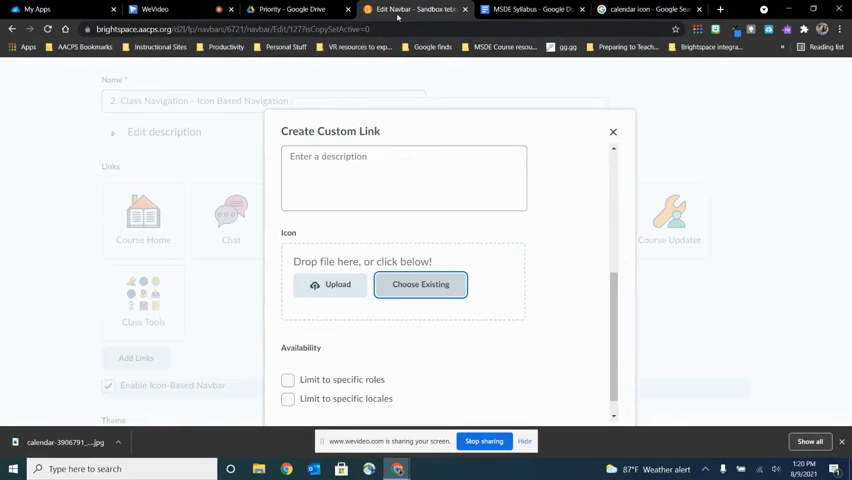 My Apps
WeVideo
Priority - Google Drive
Edit Navbar - Sandbox tebe
MSDE Syllabus - Google Do
calendar icon - Google Sea
brightspace.aacps.org/d2l/lp/navbars/6721/navbar/Edit/127?isCopySetActive=0
Apps
AACPS Bookmarks
Instructional Sites
Productivity
Personal Stuff
VR resources to exp...
Google finds
MSDE Course resour...
gg.gg
Preparing to Teach...
Brightspace integra...
Reading list
Name *
2. Class Navigation - Icon Based Navigation
Edit description
Links
Course Home
Chat
Course Updater
Class Tools
Add Links
Enable Icon-Based Navbar
Theme
Create Custom Link
Enter a description
Icon
Drop file here, or click below!
Upload
Choose Existing
Availability
Limit to specific roles
Limit to specific locales
calendar-3906791_....jpg
www.wevideo.com is sharing your screen.
Stop sharing
Hide
Show all
Type here to search
87°F Weather alert
1:20 PM
8/9/2021